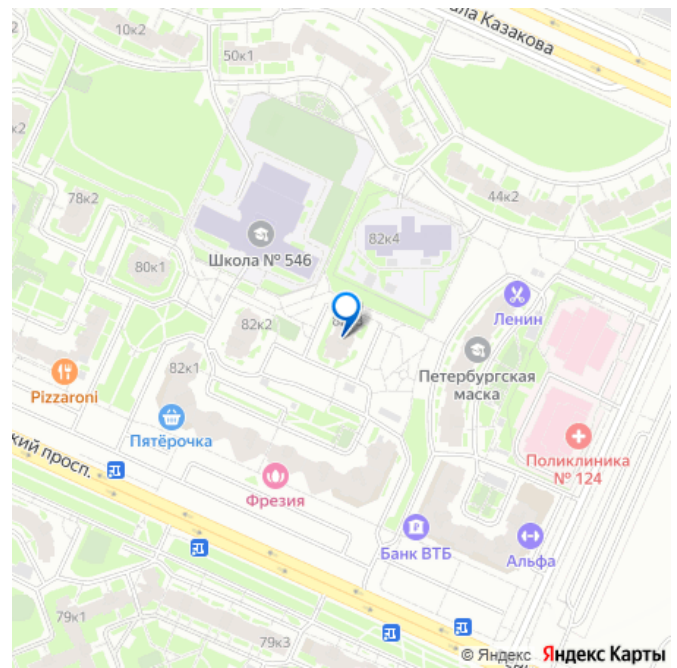 10к2
50к1
ала Казакова
к2
78к2
44к2
82к4
Школа № 546
80к1
Ленин
82к2
82к1
Петербургская
маска
Pizzaroni
Пятёрочка
кий просп.
Поликлиника
№ 124
Фрезия
Банк ВТБ
Альфа
79к1
79к3
© Яндекс Яндекс Карты